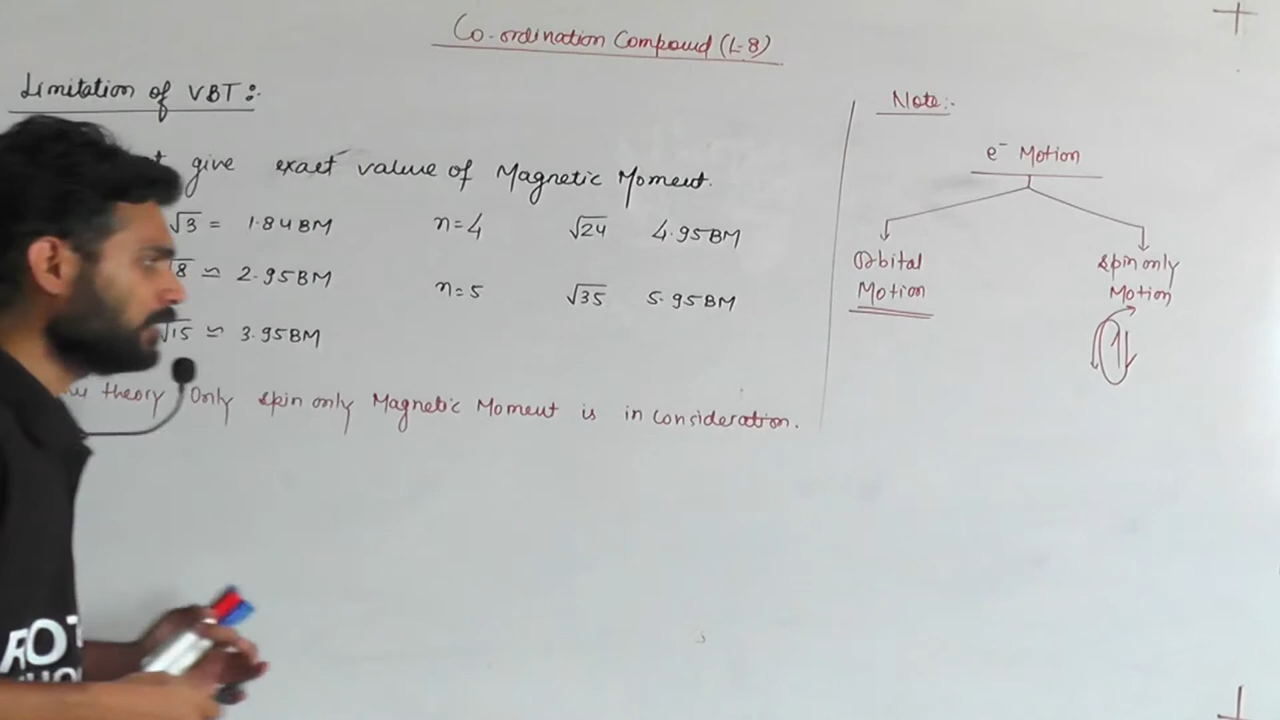 Co-ordination Compound (L-8)
Limitation of VBT :-
give exact value of Magnetic Moment.
√3 = 1.84 BM n=4 √24 4.95 BM
√8 ≃ 2.95 BM n=5 √35 5.95 BM
√15 ≃ 3.95 BM
theory Only spin only Magnetic Moment is in consideration.
Note:-
e⁻ Motion
Orbital
Motion
spin only
Motion